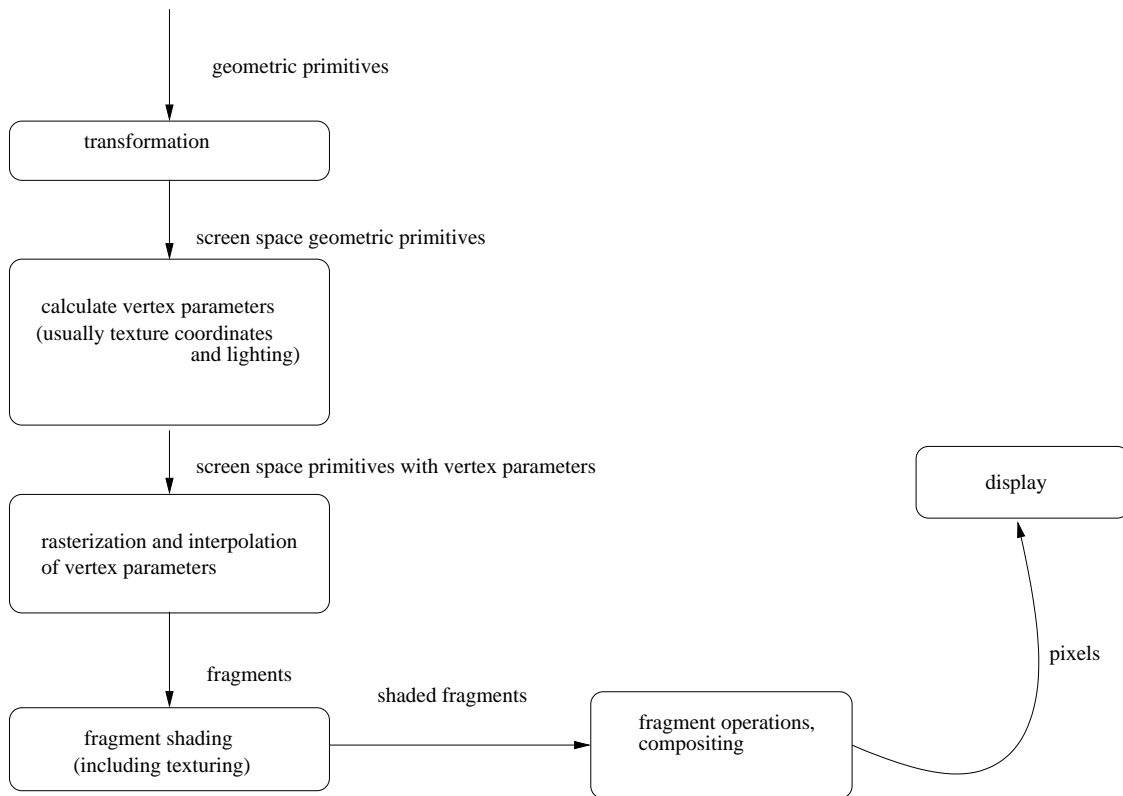 geometric primitives
transformation
screen space geometric primitives
calculate vertex parameters
(usually texture coordinates
and lighting)
screen space primitives with vertex parameters
rasterization and interpolation
of vertex parameters
fragments
fragment shading
(including texturing)
shaded fragments
fragment operations,
compositing
pixels
display